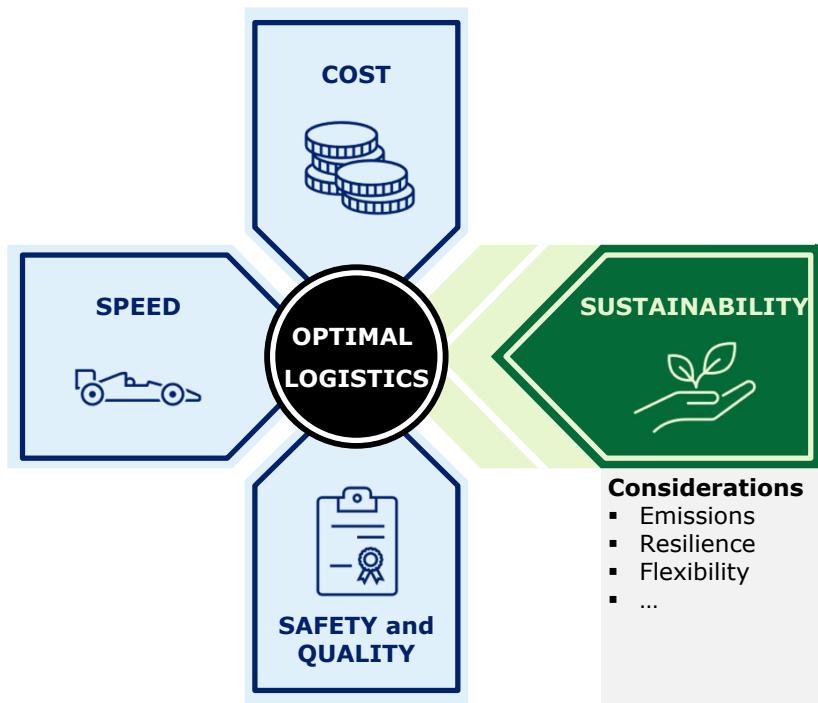 COST
SPEED
OPTIMAL
LOGISTICS
SUSTAINABILITY
SAFETY and
QUALITY
Considerations
▪ Emissions
▪ Resilience
▪ Flexibility
▪ ...